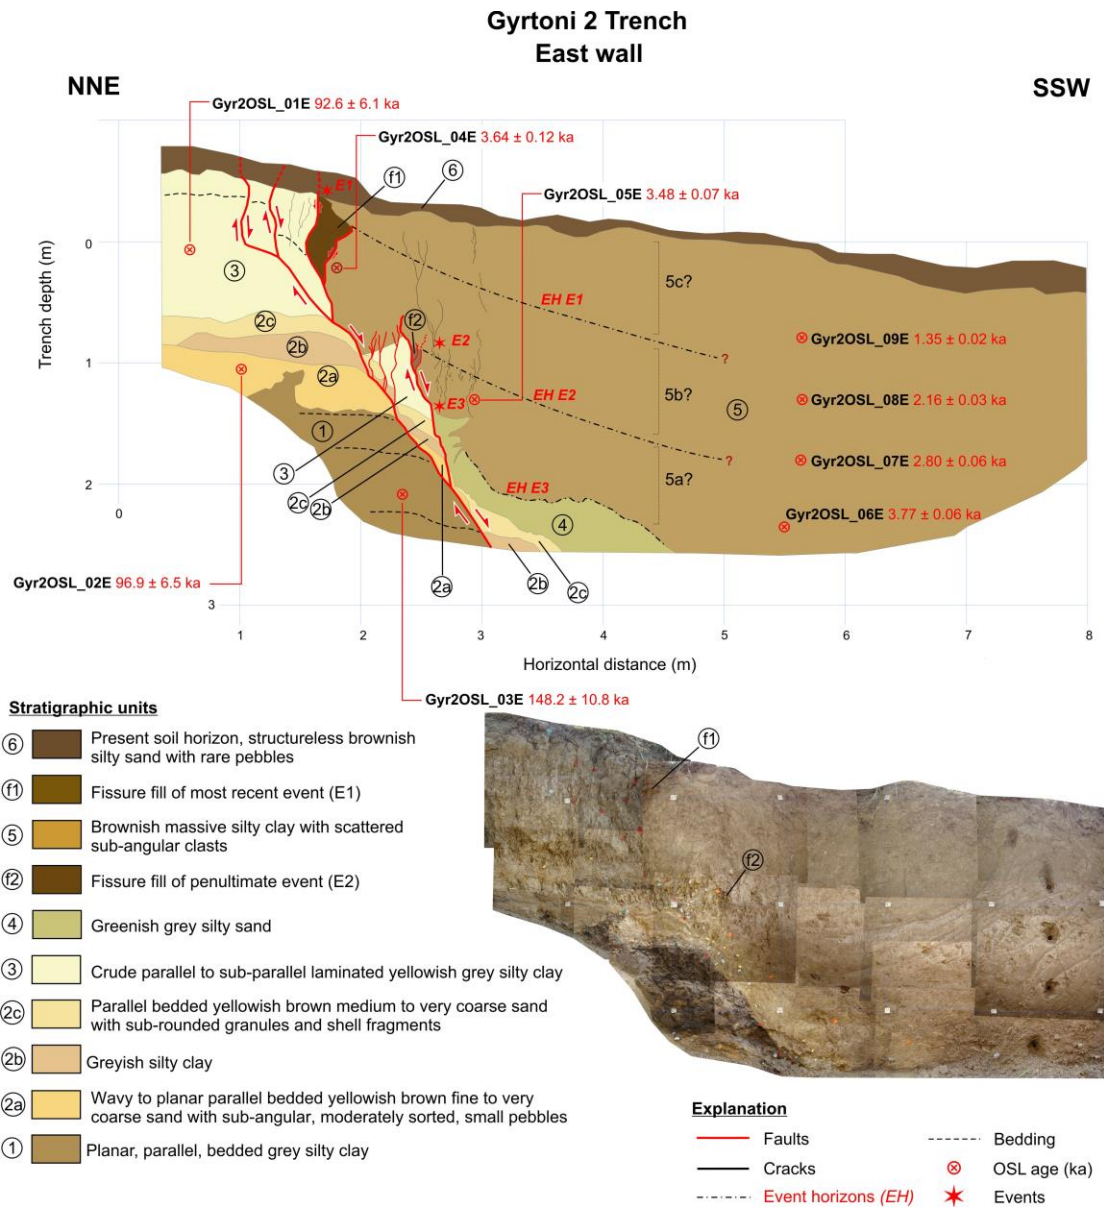 Gyrtoni 2 Trench
East wall
NNE
SSW
Gyr2OSL_01E 92.6 ± 6.1 ka
Gyr2OSL_04E 3.64 ± 0.12 ka
f1
6
Gyr2OSL_05E 3.48 ± 0.07 ka
E1
Trench depth (m)
0
1
2
0
3
3
5c?
EH E1
2c
f2
E2
Gyr2OSL_09E 1.35 ± 0.02 ka
2b
?
2a
EH E2
5b?
5
Gyr2OSL_08E 2.16 ± 0.03 ka
E3
1
?
Gyr2OSL_07E 2.80 ± 0.06 ka
3
5a?
2c
2b
EH E3
4
Gyr2OSL_06E 3.77 ± 0.06 ka
Gyr2OSL_02E 96.9 ± 6.5 ka
2a
2b
2c
1 2 3 4 5 6 7 8
Horizontal distance (m)
Gyr2OSL_03E 148.2 ± 10.8 ka
Stratigraphic units
6 Present soil horizon, structureless brownish
silty sand with rare pebbles
f1 Fissure fill of most recent event (E1)
5 Brownish massive silty clay with scattered
sub-angular clasts
f2 Fissure fill of penultimate event (E2)
4 Greenish grey silty sand
3 Crude parallel to sub-parallel laminated yellowish grey silty clay
2c Parallel bedded yellowish brown medium to very coarse sand
with sub-rounded granules and shell fragments
2b Greyish silty clay
2a Wavy to planar parallel bedded yellowish brown fine to very
coarse sand with sub-angular, moderately sorted, small pebbles
1 Planar, parallel, bedded grey silty clay
f1
f2
Explanation
Faults
Bedding
Cracks
OSL age (ka)
Event horizons (EH)
Events